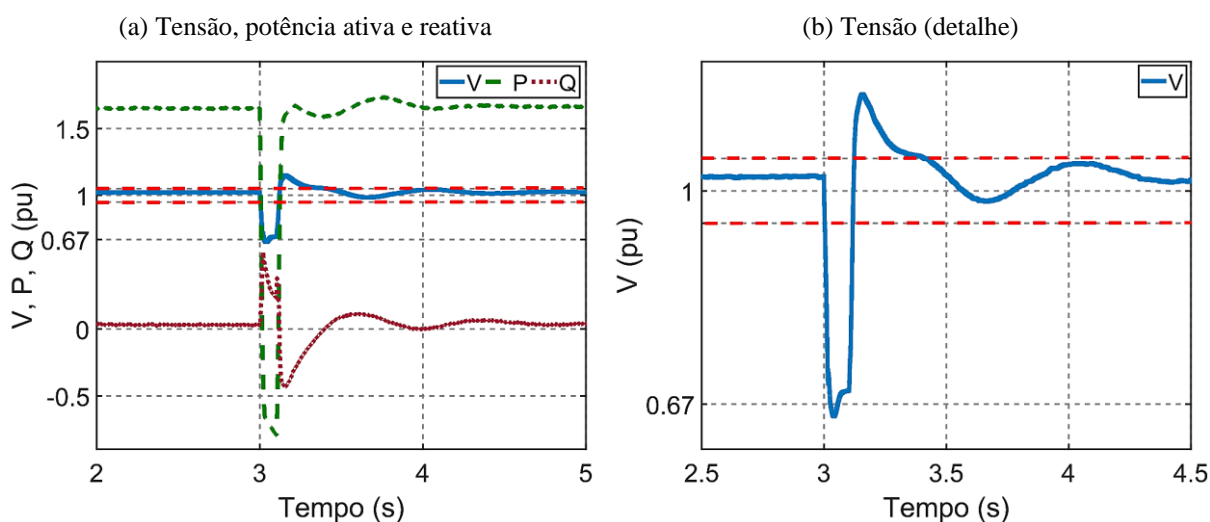 (a) Tensão, potência ativa e reativa
V P Q
V, P, Q (pu)
1.5
1
0.67
0
-0.5
2 3 4 5
Tempo (s)
(b) Tensão (detalhe)
V
V (pu)
1
0.67
2.5 3 3.5 4 4.5
Tempo (s)